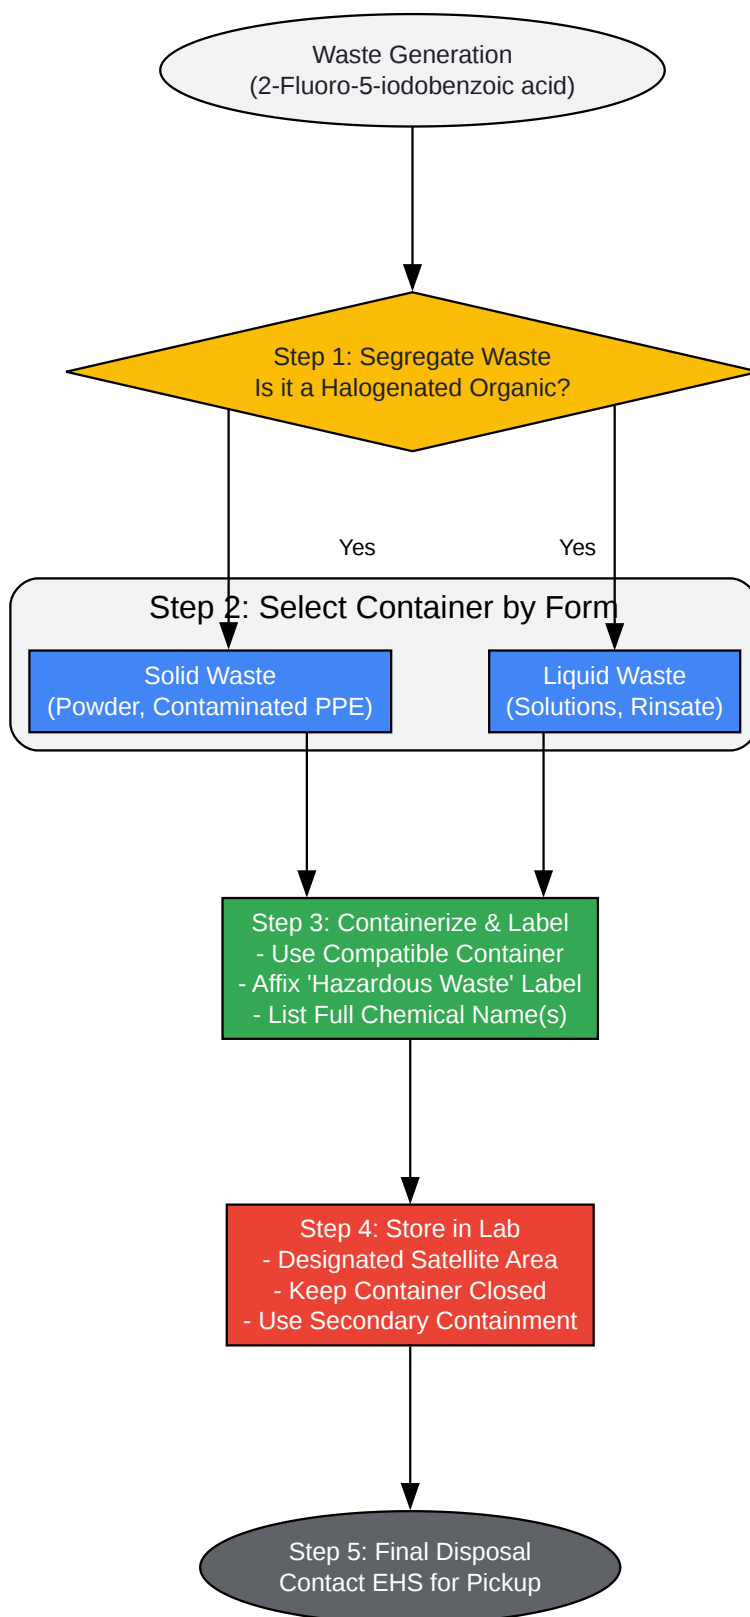 Waste Generation
(2-Fluoro-5-iodobenzoic acid)
Step 1: Segregate Waste
Is it a Halogenated Organic?
Yes
Yes
Step 2: Select Container by Form
Solid Waste
(Powder, Contaminated PPE)
Liquid Waste
(Solutions, Rinsate)
Step 3: Containerize & Label
- Use Compatible Container
- Affix 'Hazardous Waste' Label
- List Full Chemical Name(s)
Step 4: Store in Lab
- Designated Satellite Area
- Keep Container Closed
- Use Secondary Containment
Step 5: Final Disposal
Contact EHS for Pickup